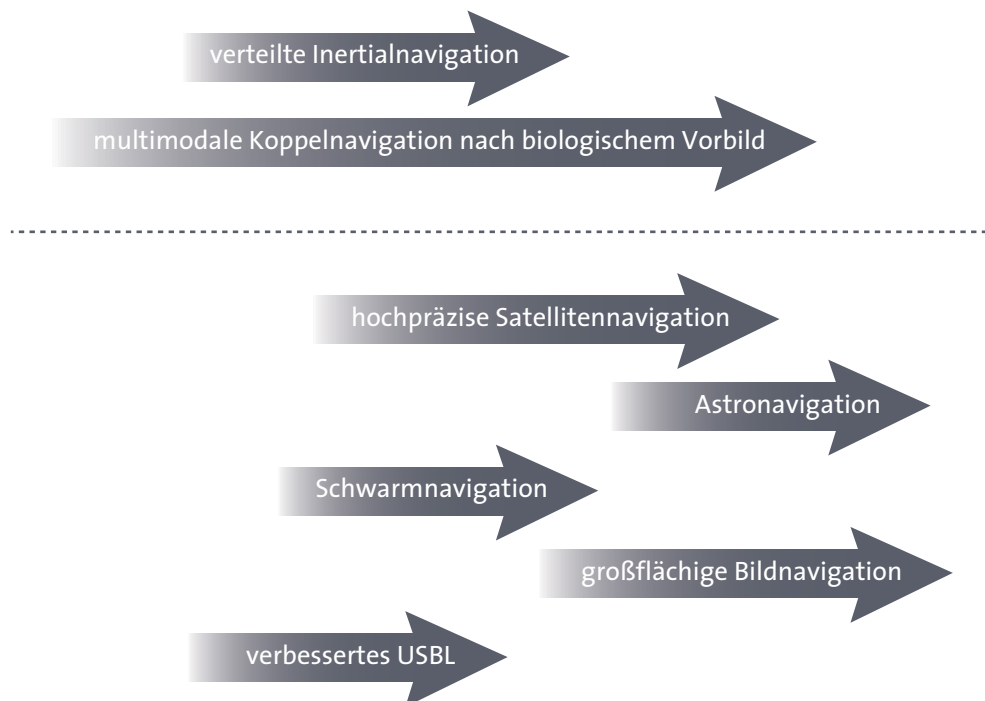 verteilte Inertialnavigation
multimodale Koppelnavigation nach biologischem Vorbild
hochpräzise Satellitennavigation
Astronavigation
Schwarmnavigation
großflächige Bildnavigation
verbessertes USBL